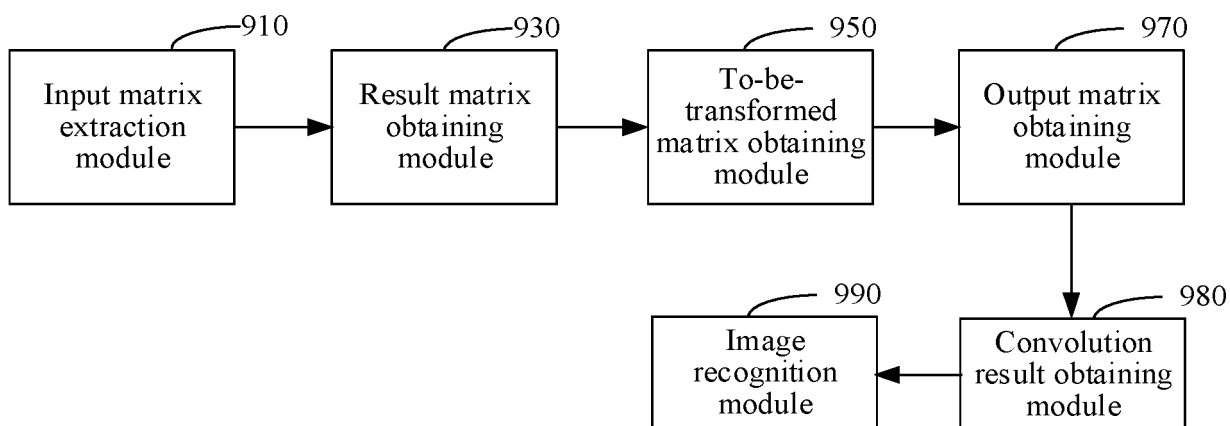 910
Input matrix
extraction
module
930
Result matrix
obtaining
module
950
To-be-
transformed
matrix obtaining
module
970
Output matrix
obtaining
module
980
Convolution
result obtaining
module
990
Image
recognition
module